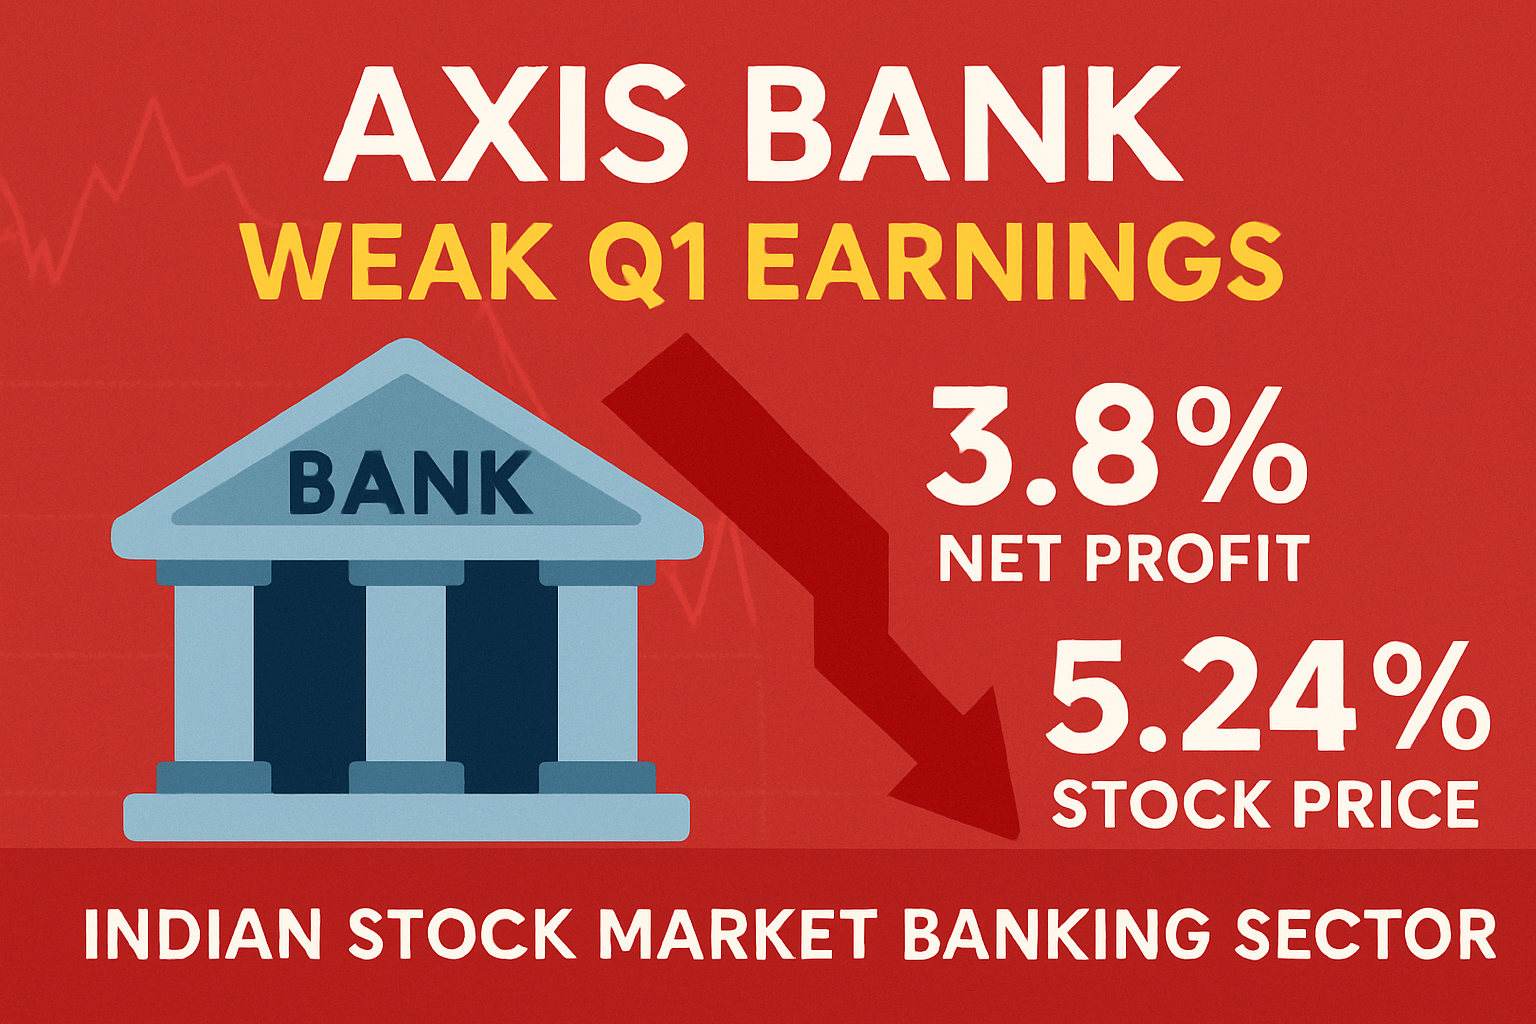 AXIS BANK
WEAK Q1 EARNINGS
BANK
3.8%
NET PROFIT
5.24%
STOCK PRICE
INDIAN STOCK MARKET BANKING SECTOR